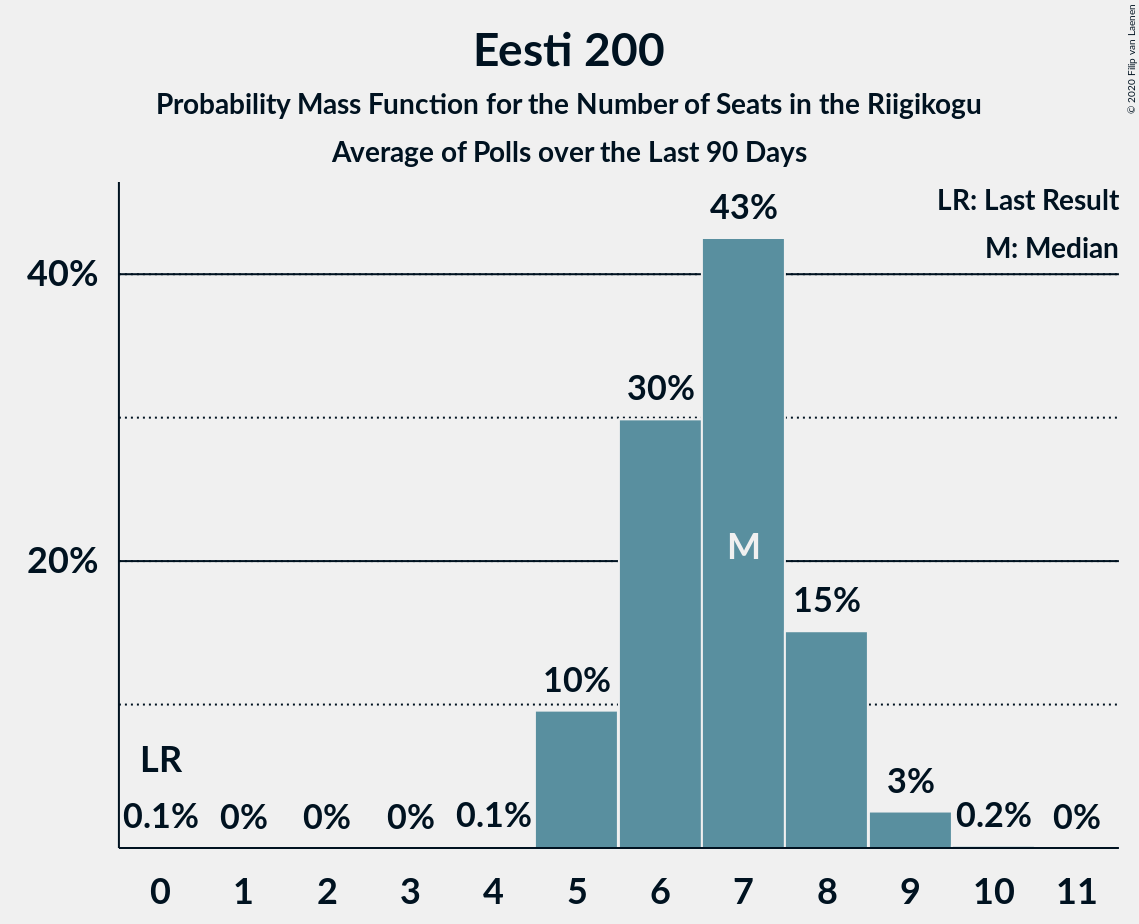 Eesti 200
Probability Mass Function for the Number of Seats in the Riigikogu
Average of Polls over the Last 90 Days
© 2020 Filip van Laenen
LR: Last Result
M: Median
43%
40%
30%
M
20%
15%
10%
LR
3%
0.1% 0% 0% 0% 0.1% 0.2% 0%
0 1 2 3 4 5 6 7 8 9 10 11